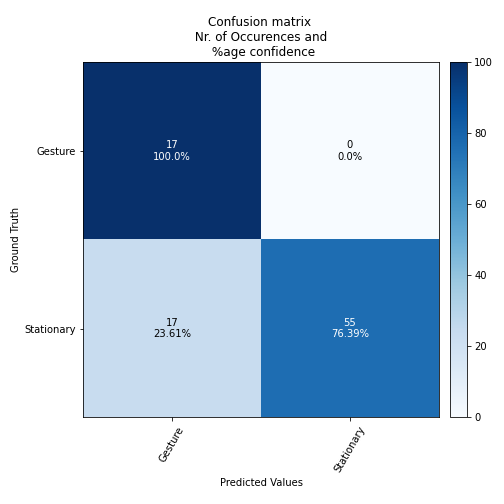 Confusion matrix
Nr. of Occurences and
%age confidence
100
80
60
40
20
0
Ground Truth
Gesture
17
100.0%
0
0.0%
Stationary
17
23.61%
55
76.39%
Gesture
Stationary
Predicted Values